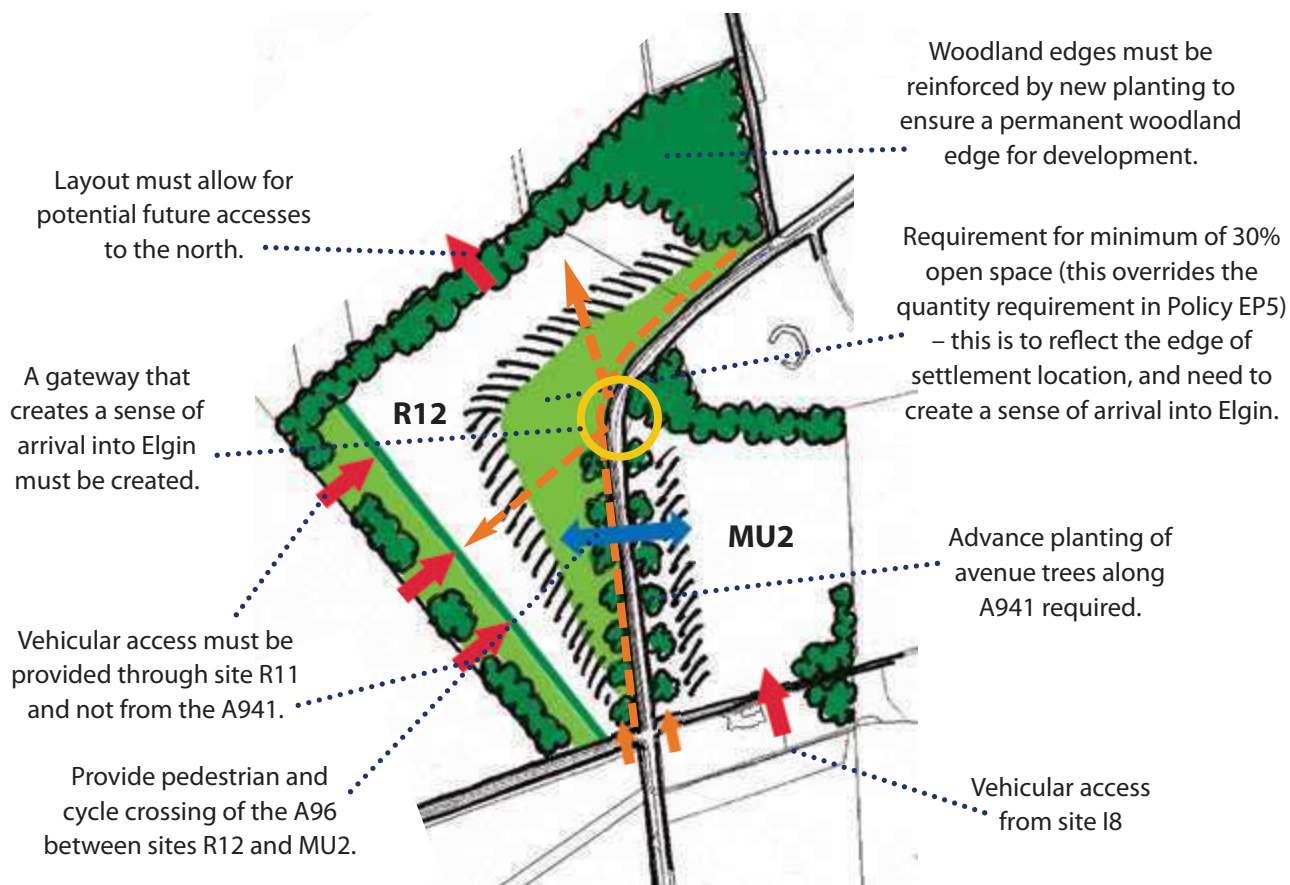 Woodland edges must be
reinforced by new planting to
ensure a permanent woodland
edge for development.
Layout must allow for
potential future accesses
to the north.
Requirement for minimum of 30%
open space (this overrides the
quantity requirement in Policy EP5)
– this is to reflect the edge of
settlement location, and need to
create a sense of arrival into Elgin.
A gateway that
creates a sense of
arrival into Elgin
must be created.
R12
MU2
Advance planting of
avenue trees along
A941 required.
Vehicular access must be
provided through site R11
and not from the A941.
Provide pedestrian and
cycle crossing of the A96
between sites R12 and MU2.
Vehicular access
from site I8